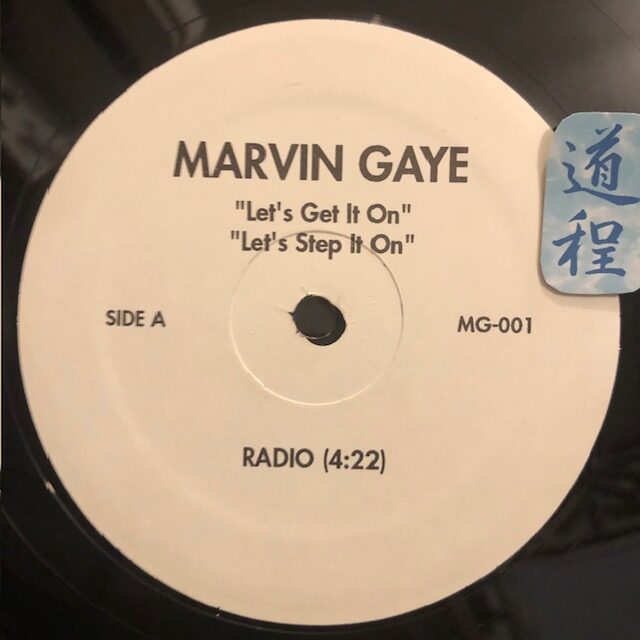 MARVIN GAYE
"Let's Get It On"
"Let's Step It On"
SIDE A
MG-001
RADIO (4:22)
道程